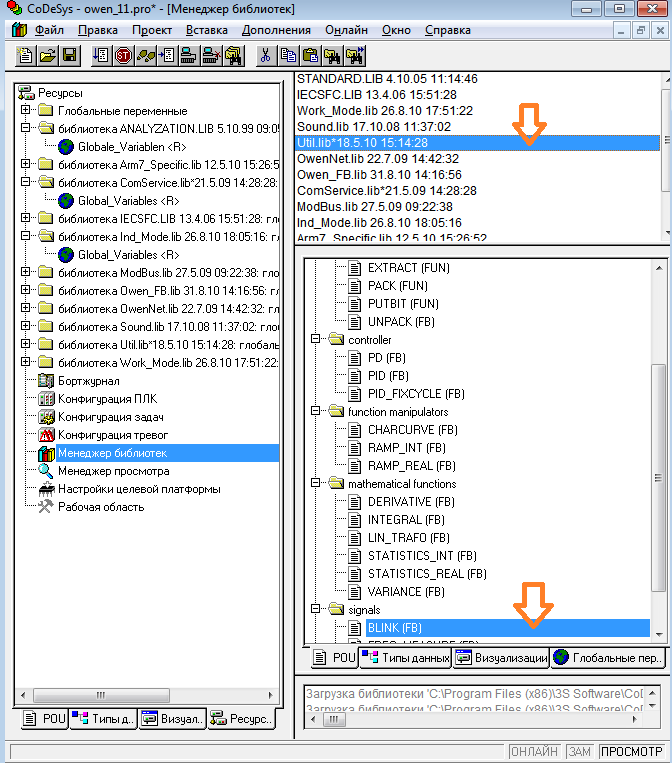 CoDeSys - owen_11.pro* - [Менеджер библиотек]
Файл Правка Проект Вставка Дополнения Онлайн Окно Справка
Ресурсы
Глобальные переменные
библиотека ANALYZATION.LIB 5.10.99 09:05
Globale_Variablen <R>
библиотека Arm7_Specific.lib 12.5.10 15:26:5
библиотека ComService.lib*21.5.10 14:28:28:
Global_Variables <R>
библиотека IECSFC.LIB 13.4.06 15:51:28: гло
библиотека Ind_Mode.lib 26.8.10 18:05:16: гл
Global_Variables <R>
библиотека ModBus.lib 27.5.09 09:22:38: гло
библиотека Owen_FB.lib 31.8.10 14:16:56: гл
библиотека OwenNet.lib 22.7.09 14:42:32: гл
библиотека Sound.lib 17.10.08 11:37:02: гло
библиотека Util.lib*18.5.10 15:14:28: глобаль
библиотека Work_Mode.lib 26.8.10 17:51:22:
Бортжурнал
Конфигурация ПЛК
Конфигурация задач
Конфигурация тревог
Менеджер библиотек
Менеджер просмотра
Настройки целевой платформы
Рабочая область
POU Типы д.. Визуал.. Ресурс..
STANDARD.LIB 4.10.05 11:14:46
IECSFC.LIB 13.4.06 15:51:28
Work_Mode.lib 26.8.10 17:51:22
Sound.lib 17.10.08 11:37:02
Util.lib*18.5.10 15:14:28
OwenNet.lib 22.7.09 14:42:32
Owen_FB.lib 31.8.10 14:16:56
ComService.lib*21.5.10 14:28:28
ModBus.lib 27.5.09 09:22:38
Ind_Mode.lib 26.8.10 18:05:16
Arm7_Specific.lib 12.5.10 15:26:52
EXTRACT (FUN)
PACK (FUN)
PUTBIT (FUN)
UNPACK (FB)
controller
PD (FB)
PID (FB)
PID_FIXCYCLE (FB)
function manipulators
CHARCURVE (FB)
RAMP_INT (FB)
RAMP_REAL (FB)
mathematical functions
DERIVATIVE (FB)
INTEGRAL (FB)
LIN_TRAFO (FB)
STATISTICS_INT (FB)
STATISTICS_REAL (FB)
VARIANCE (FB)
signals
BLINK (FB)
FREQ_MEASURE (FB)
POU Типы данных Визуализации Глобальные пер..
Загрузка библиотеки 'C:\Program Files (x86)\3S Software\CoD
Загрузка библиотеки 'C:\Program Files (x86)\3S Software\CoD
ОНЛАЙН ЗАМ ПРОСМОТР